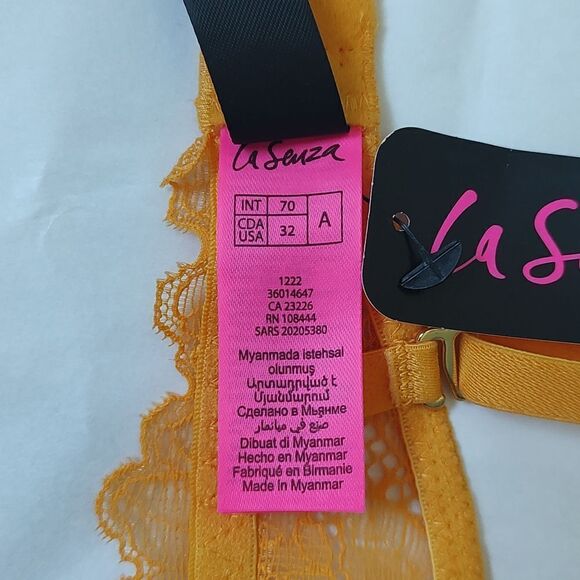 La Senza
INT 70 A
CDA USA 32
1222
36014647
CA 23226
RN 108444
SARS 20205380
Myanmada istehsal
olunmuş
Արտադրված է
Մյանմարում
Сделано в Мьянме
صنع في ميانمار
Dibuat di Myanmar
Hecho en Myanmar
Fabriqué en Birmanie
Made in Myanmar
La S